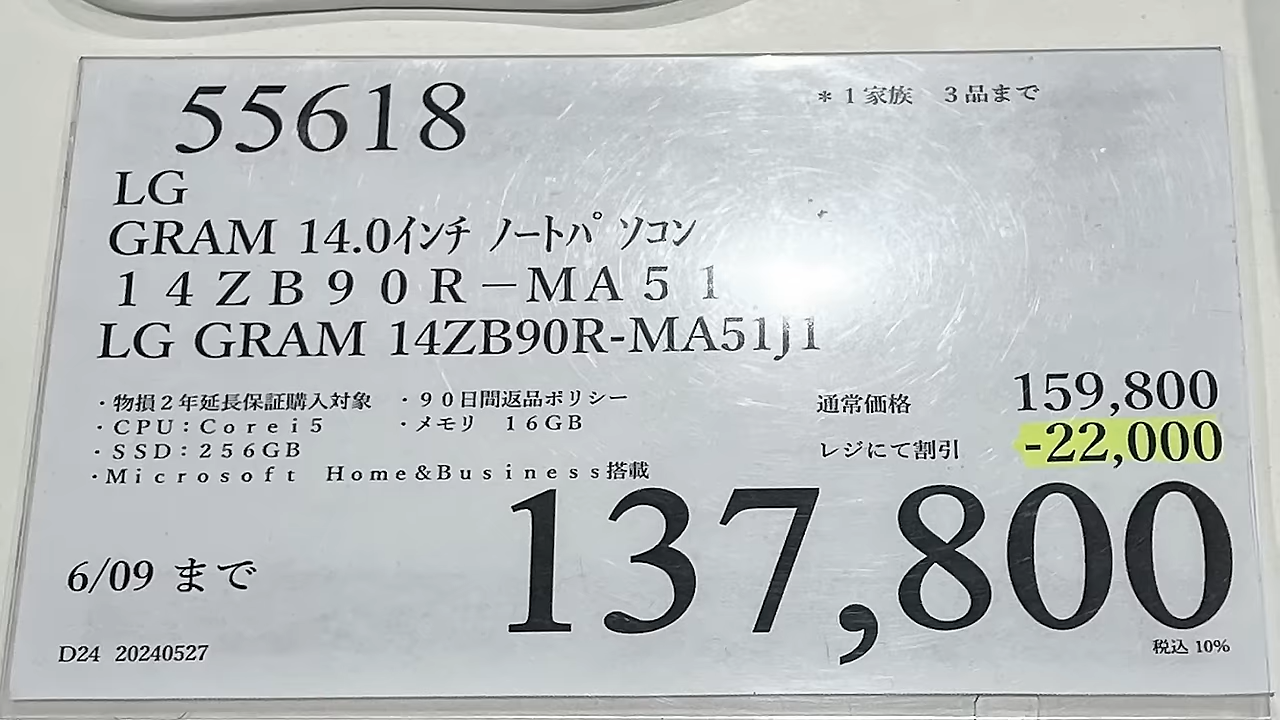 55618
＊１家族　３品まで
LG
GRAM 14.0ｲﾝﾁ ﾉｰﾄﾊﾟｿｺﾝ
１４ＺＢ９０Ｒ－ＭＡ５１
LG GRAM 14ZB90R-MA51J1
・物損２年延長保証購入対象　・９０日間返品ポリシー
・ＣＰＵ：Ｃｏｒｅｉ５　・メモリ　１６ＧＢ
・ＳＳＤ：２５６ＧＢ
・Ｍｉｃｒｏｓｏｆｔ　Ｈｏｍｅ＆Ｂｕｓｉｎｅｓｓ搭載
通常価格 159,800
レジにて割引 -22,000
137,800
6/09 まで
税込 10%
D24 20240527